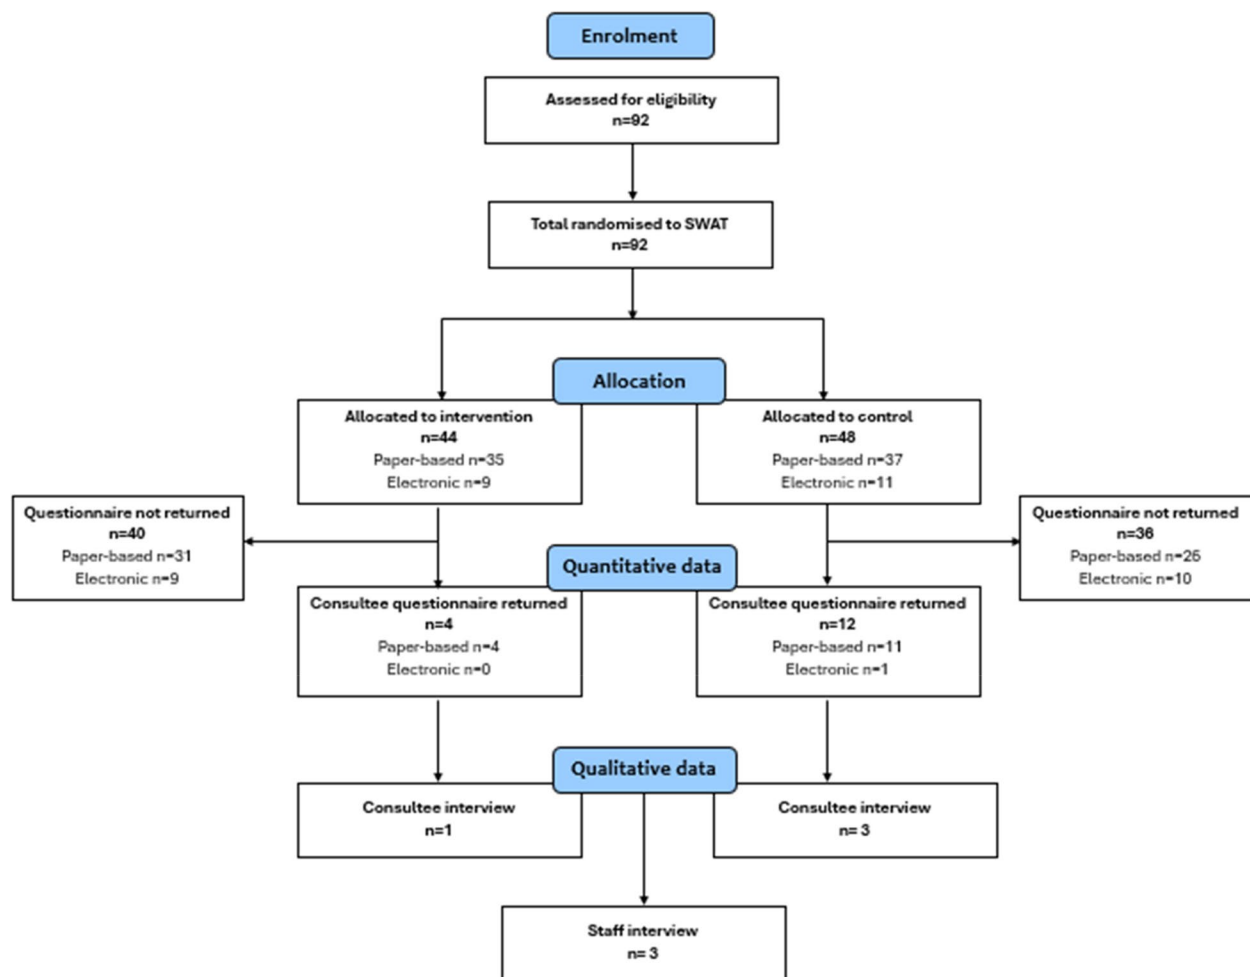 Enrolment
Assessed for eligibility
n=92
Total randomised to SWAT
n=92
Allocation
Allocated to intervention
n=44
Paper-based n=35
Electronic n=9
Allocated to control
n=48
Paper-based n=37
Electronic n=11
Questionnaire not returned
n=40
Paper-based n=31
Electronic n=9
Questionnaire not returned
n=36
Paper-based n=26
Electronic n=10
Quantitative data
Consultee questionnaire returned
n=4
Paper-based n=4
Electronic n=0
Consultee questionnaire returned
n=12
Paper-based n=11
Electronic n=1
Qualitative data
Consultee interview
n=1
Consultee interview
n= 3
Staff interview
n= 3